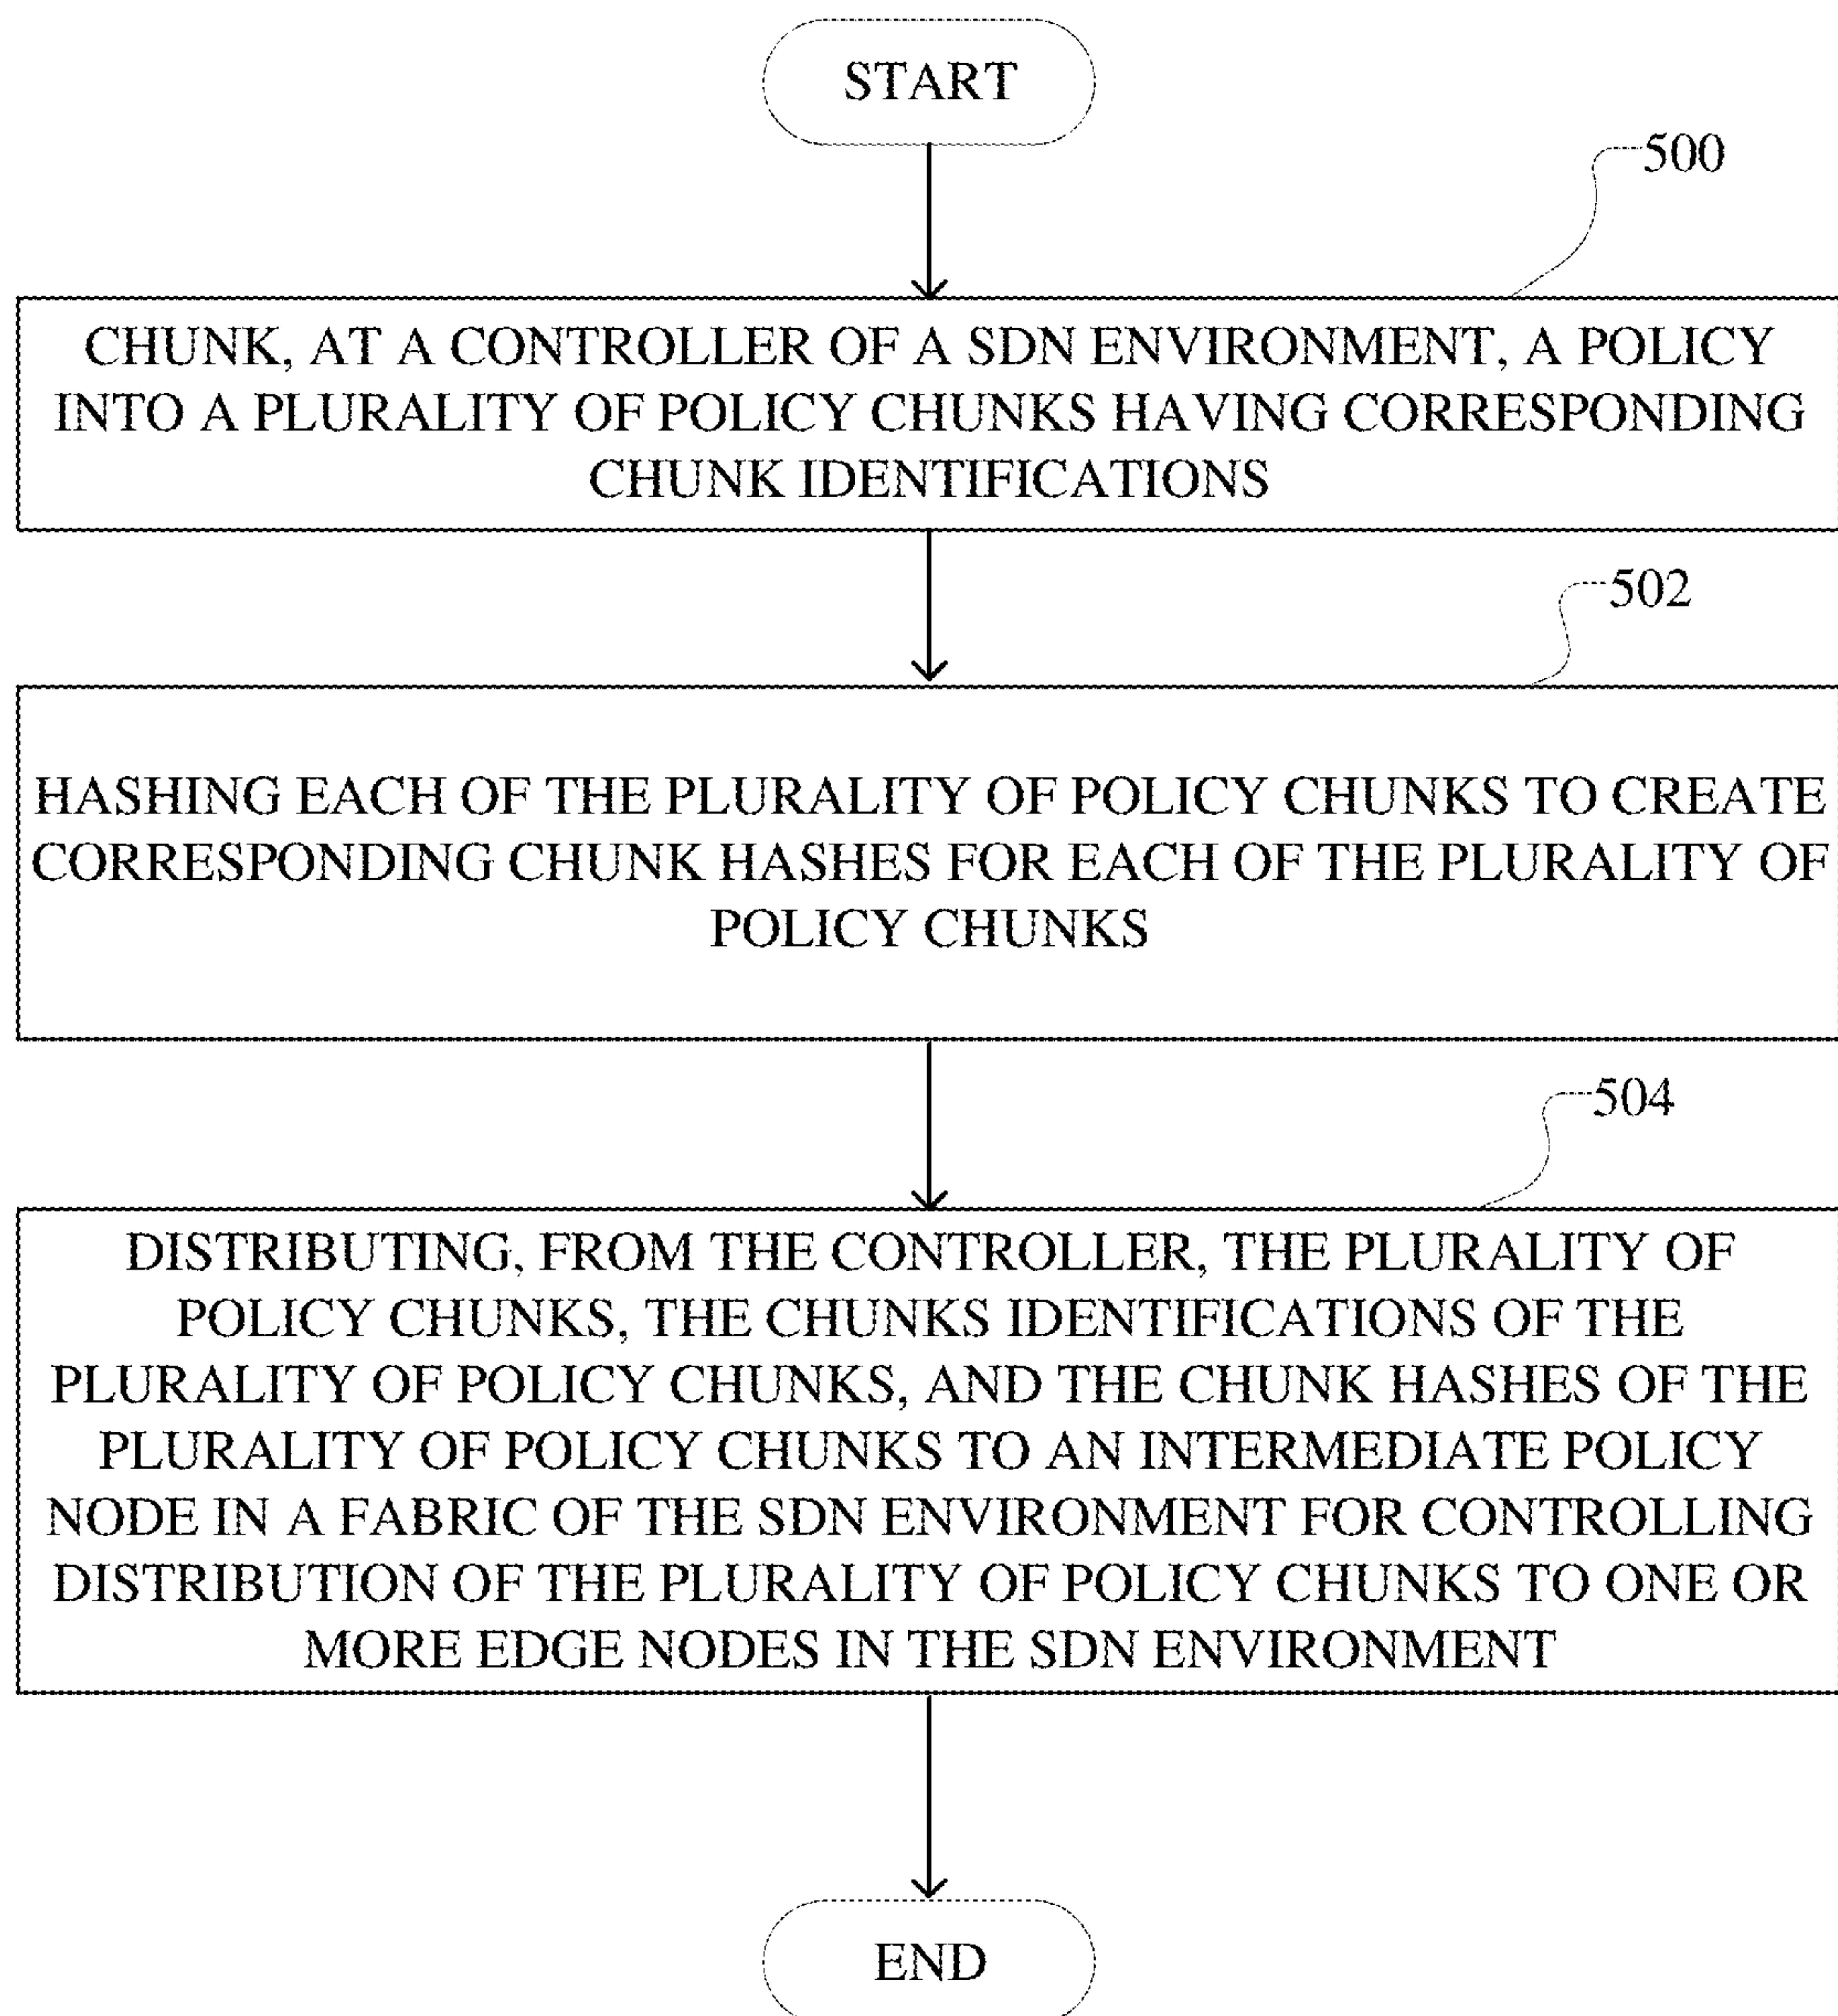 START
500
CHUNK, AT A CONTROLLER OF A SDN ENVIRONMENT, A POLICY
INTO A PLURALITY OF POLICY CHUNKS HAVING CORRESPONDING
CHUNK IDENTIFICATIONS
502
HASHING EACH OF THE PLURALITY OF POLICY CHUNKS TO CREATE
CORRESPONDING CHUNK HASHES FOR EACH OF THE PLURALITY OF
POLICY CHUNKS
504
DISTRIBUTING, FROM THE CONTROLLER, THE PLURALITY OF
POLICY CHUNKS, THE CHUNKS IDENTIFICATIONS OF THE
PLURALITY OF POLICY CHUNKS, AND THE CHUNK HASHES OF THE
PLURALITY OF POLICY CHUNKS TO AN INTERMEDIATE POLICY
NODE IN A FABRIC OF THE SDN ENVIRONMENT FOR CONTROLLING
DISTRIBUTION OF THE PLURALITY OF POLICY CHUNKS TO ONE OR
MORE EDGE NODES IN THE SDN ENVIRONMENT
END